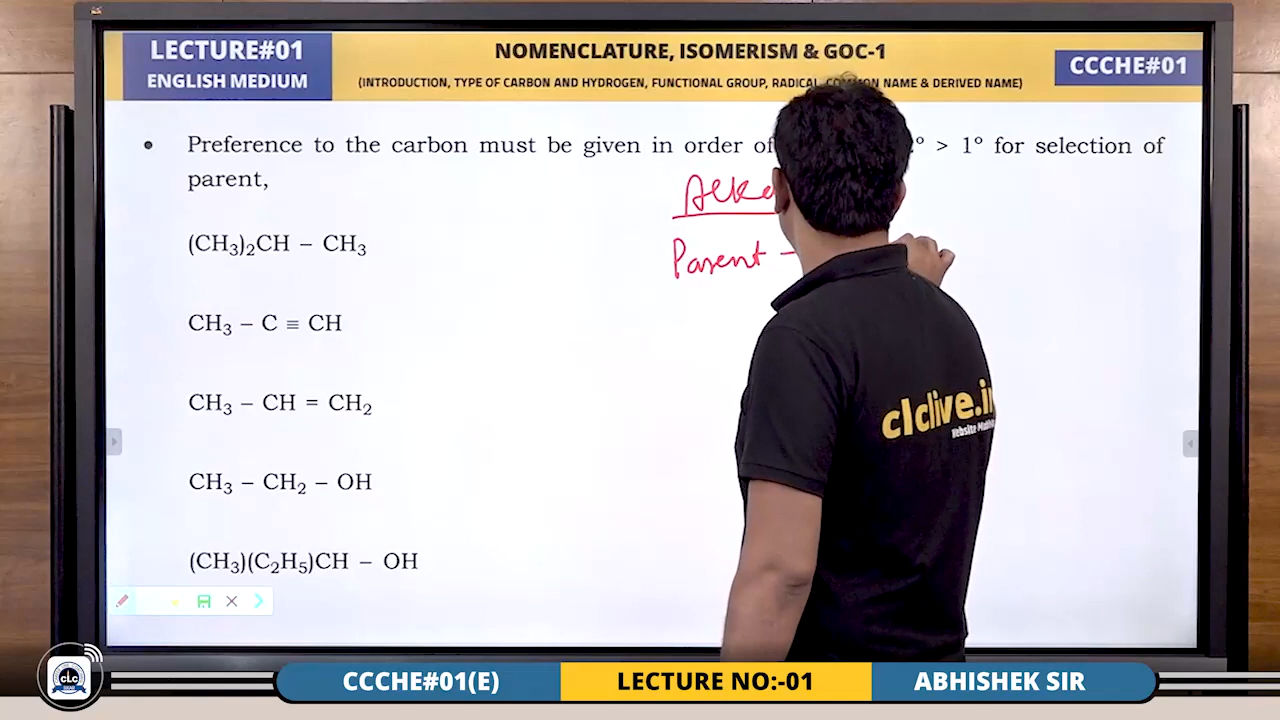 LECTURE#01
ENGLISH MEDIUM
NOMENCLATURE, ISOMERISM & GOC-1
(INTRODUCTION, TYPE OF CARBON AND HYDROGEN, FUNCTIONAL GROUP, RADICAL, COMMON NAME & DERIVED NAME)
CCCHE#01
• Preference to the carbon must be given in order of > 1° for selection of
parent,
Parent –
(CH₃)₂CH – CH₃
CH₃ – C ≡ CH
CH₃ – CH = CH₂
CH₃ – CH₂ – OH
(CH₃)(C₂H₅)CH – OH
clclive.in
CLC
CCCHE#01(E)
LECTURE NO:-01
ABHISHEK SIR